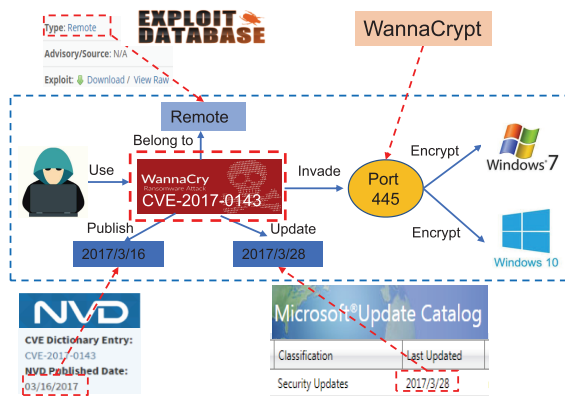 EXPLOIT
DATABASE
Type: Remote
Advisory/Source: N/A
Exploit: Download / View Raw
WannaCrypt
Remote
Belong to
Use
WannaCry
Ransomware Attack
CVE-2017-0143
Invade
Port
445
Encrypt
Encrypt
Windows 7
Windows 10
Publish
Update
2017/3/16
2017/3/28
NVD
CVE Dictionary Entry:
CVE-2017-0143
NVD Published Date:
03/16/2017
Microsoft® Update Catalog
Classification
Last Updated
Security Updates
2017/3/28